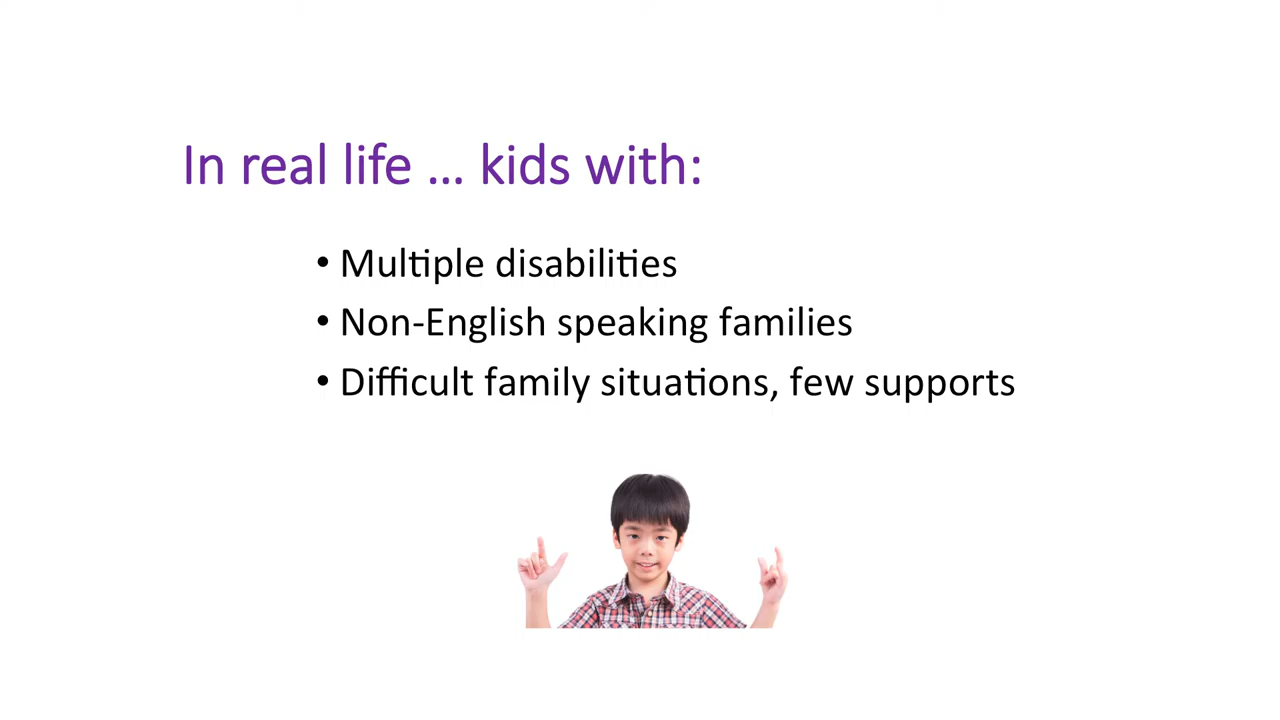 In real life … kids with:
• Multiple disabilities
• Non-English speaking families
• Difficult family situations, few supports